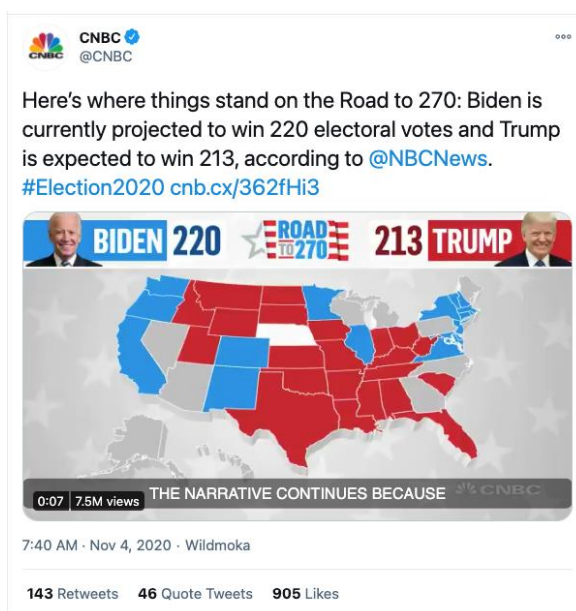 CNBC
@CNBC
CNBC
Here's where things stand on the Road to 270: Biden is
currently projected to win 220 electoral votes and Trump
is expected to win 213, according to @NBCNews.
#Election2020 cnb.cx/362fHi3
BIDEN 220 ROAD TO 270 213 TRUMP
THE NARRATIVE CONTINUES BECAUSE
CNBC
0:07 7.5M views
7:40 AM · Nov 4, 2020 · Wildmoka
143 Retweets 46 Quote Tweets 905 Likes